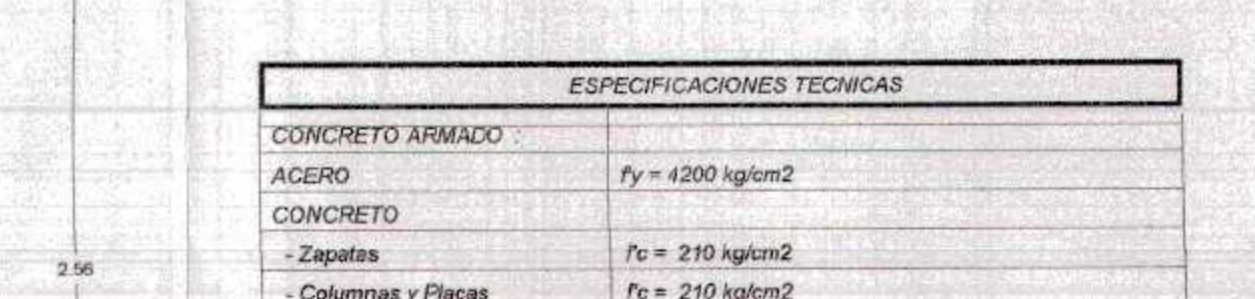 ESPECIFICACIONES TECNICAS
CONCRETO ARMADO :
ACERO f'y = 4200 kg/cm2
CONCRETO
- Zapatas f'c = 210 kg/cm2
2.56
- Columnas y Placas f'c = 210 kg/cm2